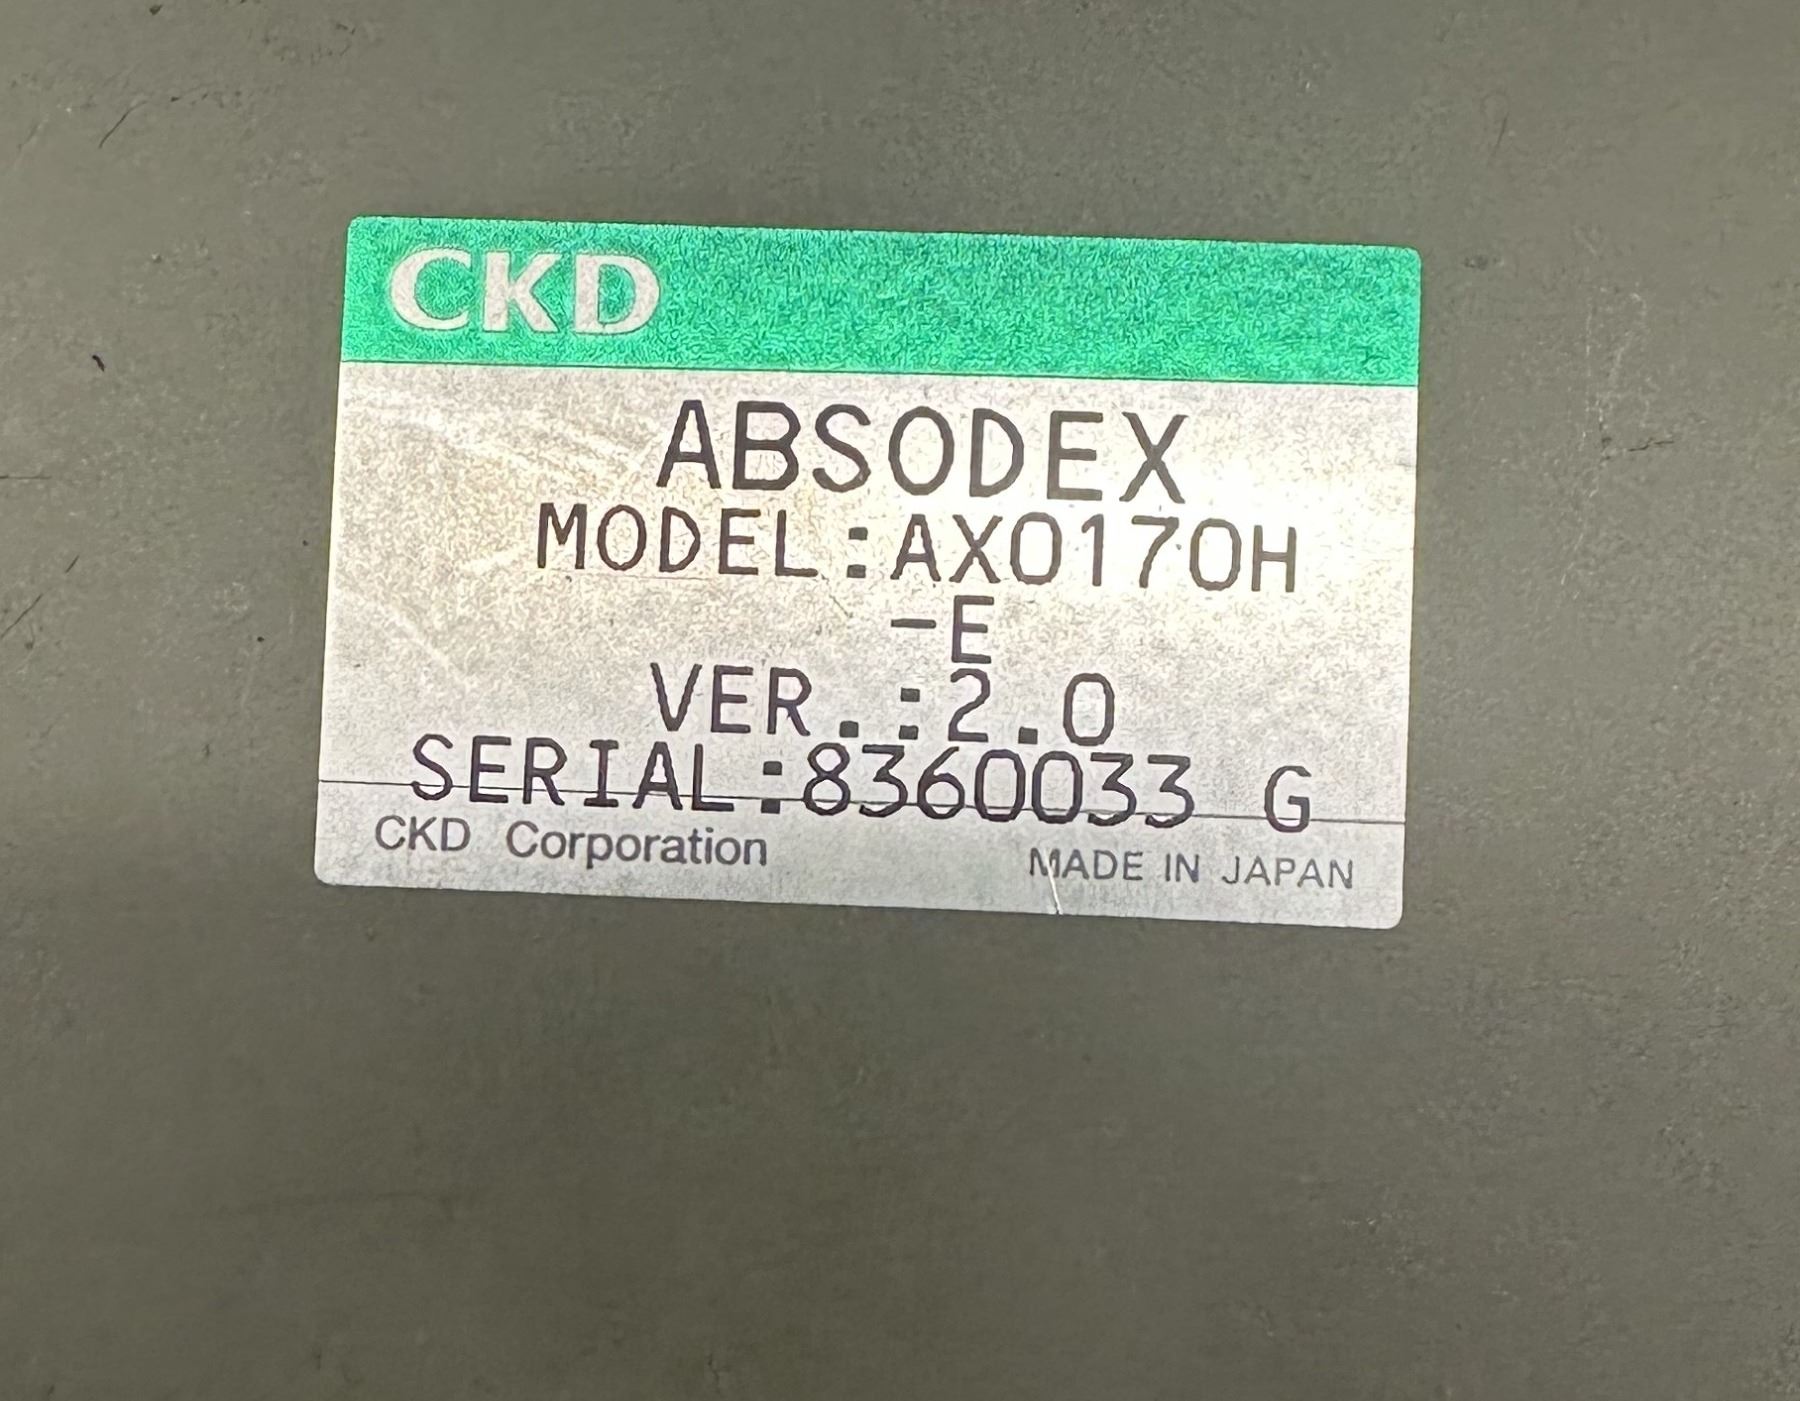 CKD
ABSODEX
MODEL:AX0170H
-E
VER.:2.0
SERIAL:8360033 G
CKD Corporation MADE IN JAPAN